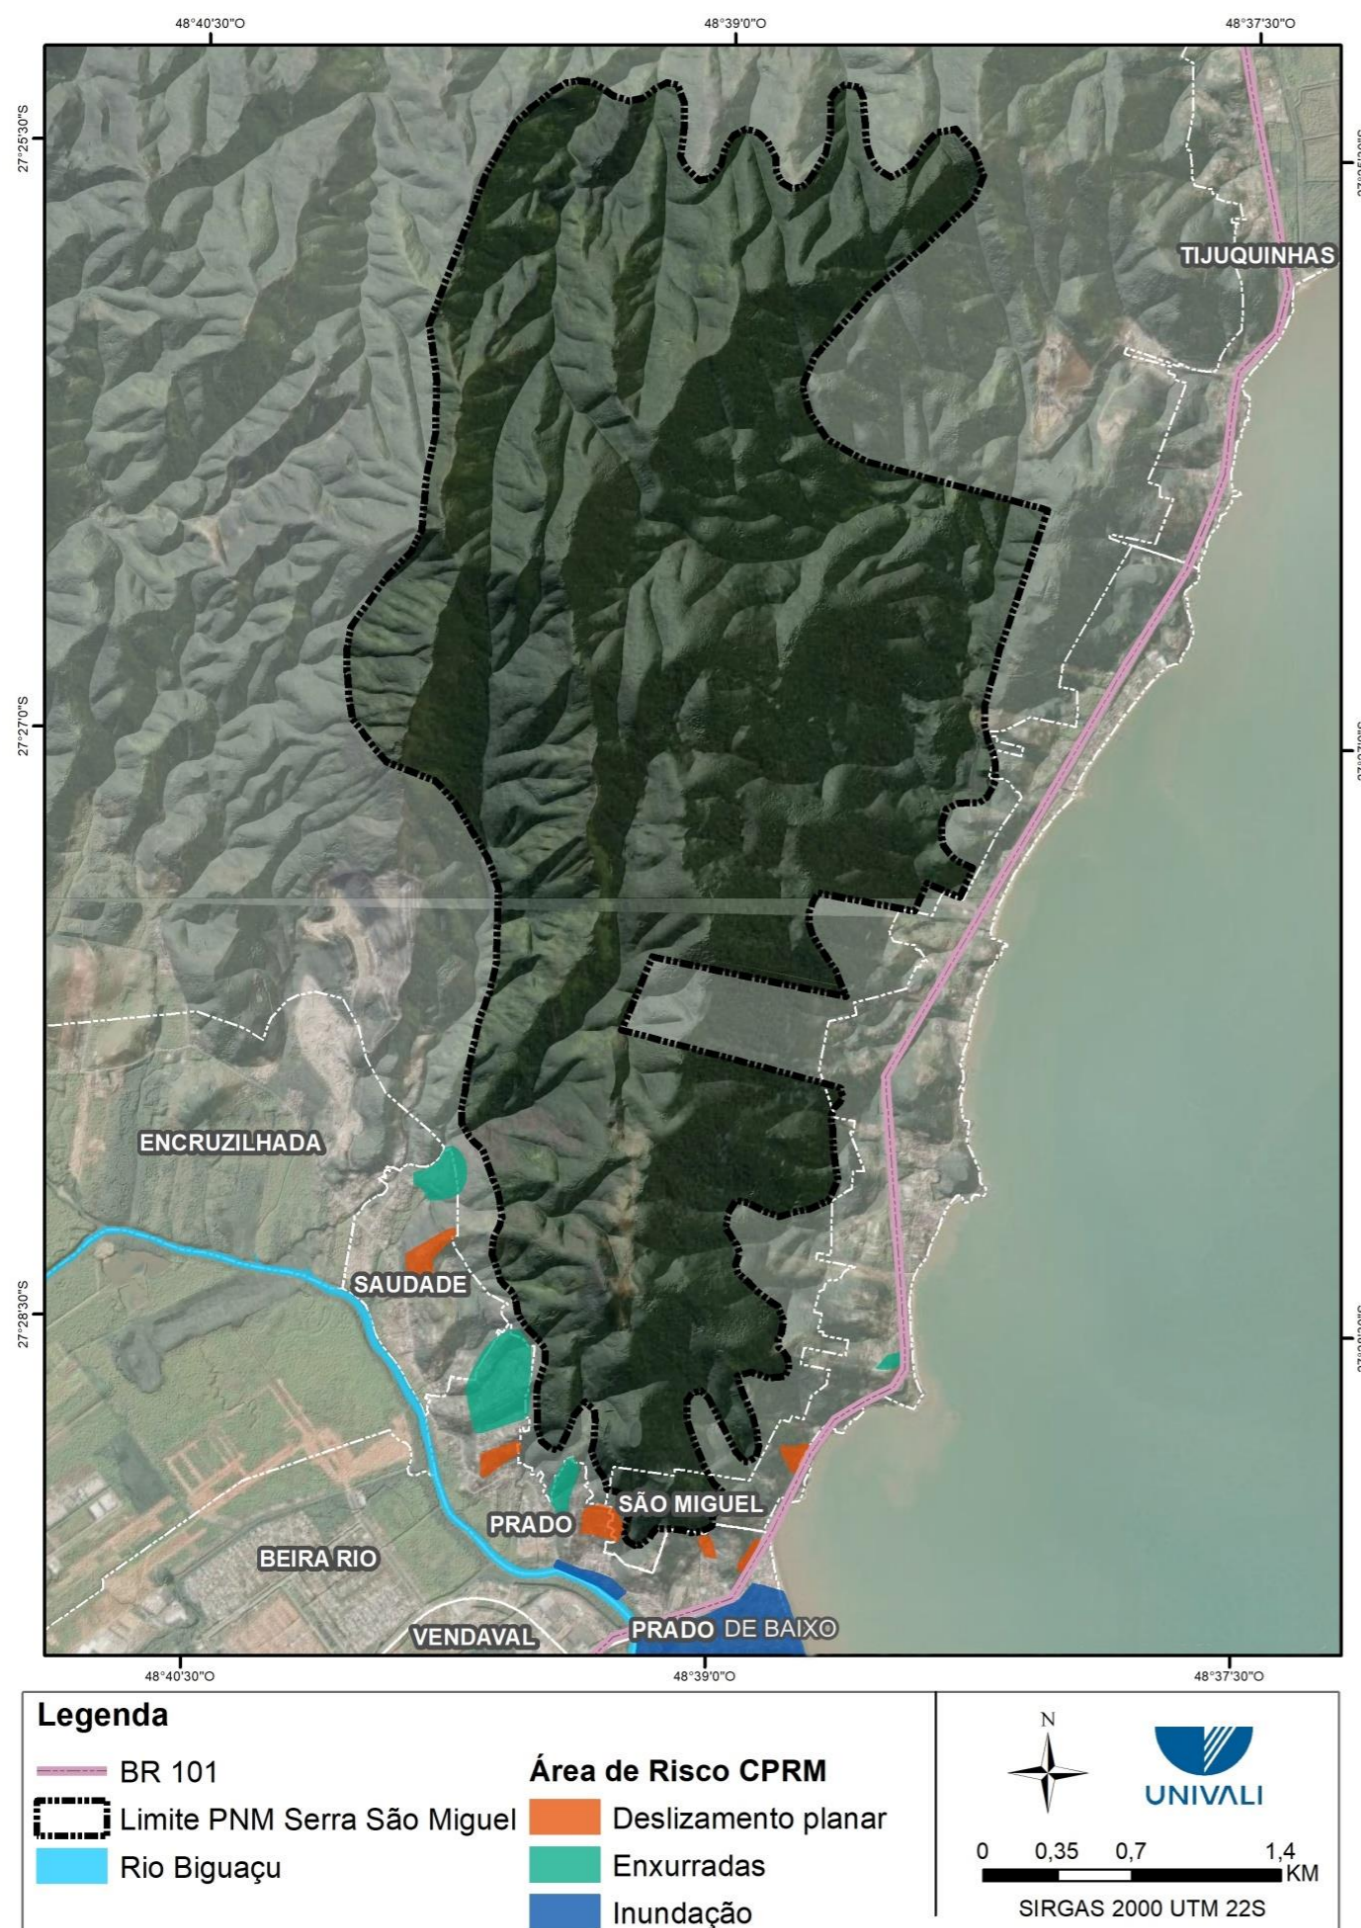 48°40'30"O
48°39'0"O
48°37'30"O
27°25'30"S
TIJUQUINHAS
27°27'0"S
ENCRUZILHADA
SAUDADE
27°28'30"S
SÃO MIGUEL
PRADO
BEIRA RIO
PRADO DE BAIXO
VENDAVAL
48°40'30"O
48°39'0"O
48°37'30"O
Legenda
BR 101
Limite PNM Serra São Miguel
Rio Biguaçu
Área de Risco CPRM
Deslizamento planar
Enxurradas
Inundação
N
UNIVALI
0 0,35 0,7 1,4
KM
SIRGAS 2000 UTM 22S